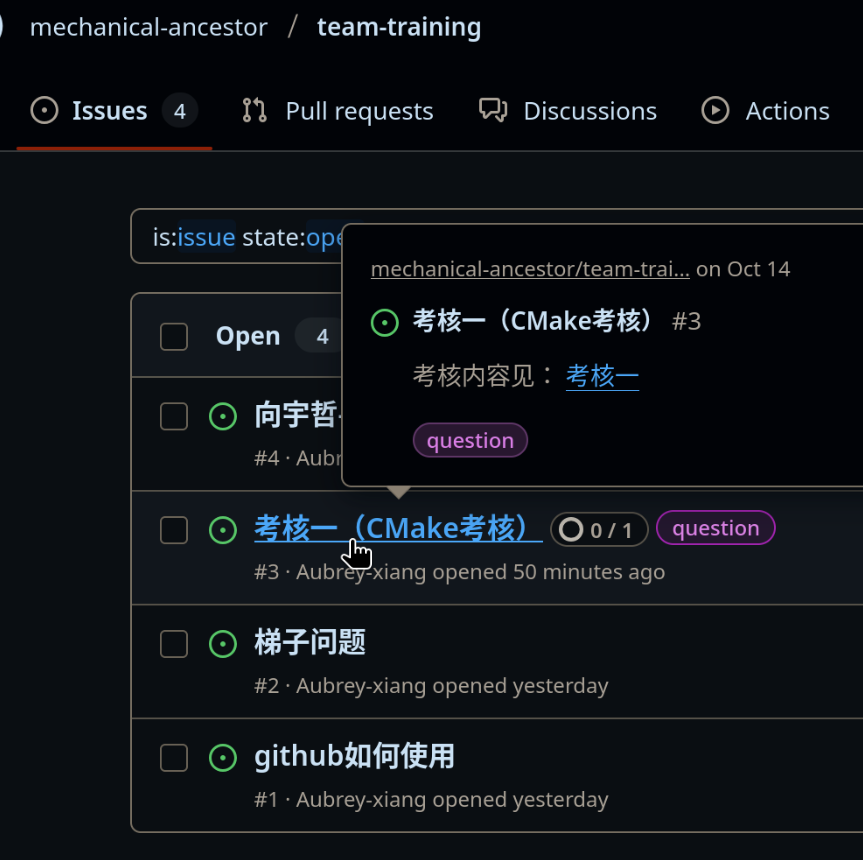 mechanical-ancestor / team-training
Issues 4 Pull requests Discussions Actions
is:issue state:ope
mechanical-ancestor/team-trai... on Oct 14
考核一（CMake考核） #3
考核内容见： 考核一
question
Open 4
向宇哲
#4 · Aubr
考核一（CMake考核） 0 / 1 question
#3 · Aubrey-xiang opened 50 minutes ago
梯子问题
#2 · Aubrey-xiang opened yesterday
github如何使用
#1 · Aubrey-xiang opened yesterday